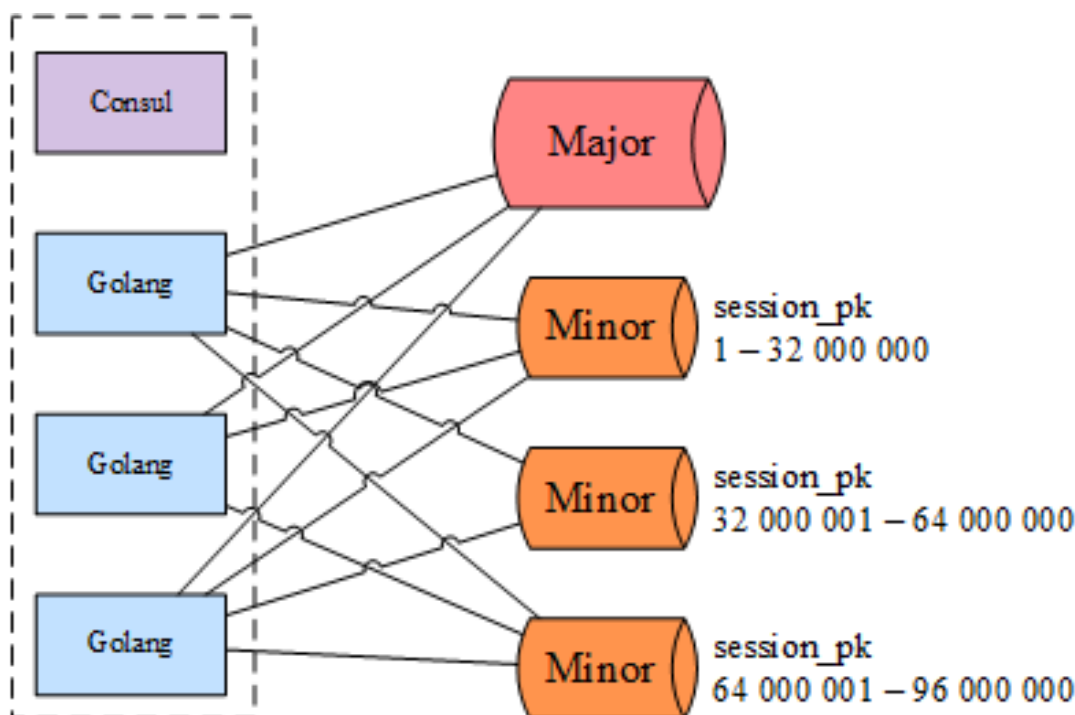 Consul
Major
Golang
Minor
session_pk
1 – 32 000 000
Golang
Minor
session_pk
32 000 001 – 64 000 000
Golang
Minor
session_pk
64 000 001 – 96 000 000